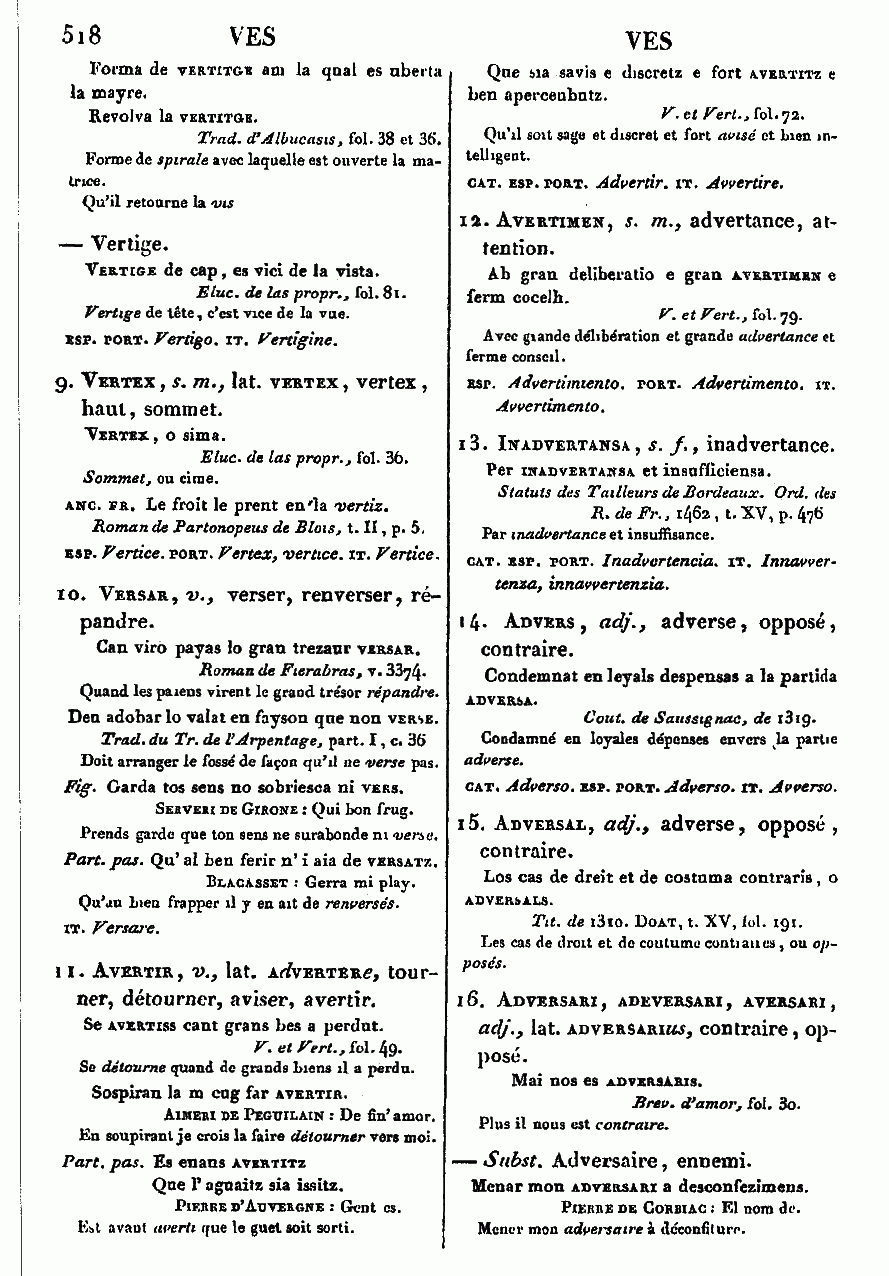 518 VES
VES
Forma de VERTITGE am la qual es uberta
la mayre.
Revolva la VERTITGE.
Trad. d'Albucasis, fol. 38 et 36.
Forme de spirale avec laquelle est ouverte la ma-
trice.
Qu'il retourne la vis
— Vertige.
VERTIGE de cap, es vici de la vista.
Eluc. de las propr., fol. 81.
Vertige de tête, c'est vice de la vue.
ESP. PORT. Vertigo. IT. Vertigine.
9. VERTEX, s. m., lat. VERTEX, vertex,
haut, sommet.
VERTEX, o sima.
Eluc. de las propr., fol. 36.
Sommet, ou cime.
ANC. FR. Le froit le prent en la vertiz.
Roman de Partonopeus de Blois, t. II, p. 5.
ESP. Vertice. PORT. Vertex, vertice. IT. Vertice.
10. VERSAR, v., verser, renverser, ré-
pandre.
Can viro payas lo gran trezaur VERSAR.
Roman de Fierabras, v. 3374.
Quand les païens virent le grand trésor répandre.
Deu adobar lo valat en fayson que non VERSE.
Trad. du Tr. de l'Arpentage, part. I, c. 36
Doit arranger le fossé de façon qu'il ne verse pas.
Fig. Garda tos sens no sobriesca ni VERS.
SERVERI DE GIRONE : Qui bon frug.
Prends garde que ton sens ne surabonde ni verse.
Part. pas. Qu' al ben ferir n' i aia de VERSATZ.
BLACASSET : Gerra mi play.
Qu'au bien frapper il y en ait de renversés.
IT. Versare.
11. AVERTIR, v., lat. AdVERTERe, tour-
ner, détourner, aviser, avertir.
Se AVERTISS cant grans bes a perdut.
V. et Vert., fol. 49.
Se détourne quand de grands biens il a perdu.
Sospiran la m cug far AVERTIR.
AIMERI DE PEGUILAIN : De fin' amor.
En soupirant je crois la faire détourner vers moi.
Part. pas. Es enans AVERTITZ
Que l' aguaitz sia issitz.
PIERRE D'AUVERGNE : Gent es.
Est avant averti que le guet soit sorti.
Que sia savis e discretz e fort AVERTITZ e
ben aperceubutz.
V. et Vert., fol. 72.
Qu'il soit sage et discret et fort avisé et bien in-
telligent.
CAT. ESP. PORT. Advertir. IT. Avvertire.
12. AVERTIMEN, s. m., advertance, at-
tention.
Ab gran deliberatio e gran AVERTIMEN e
ferm cocelh.
V. et Vert., fol. 79.
Avec grande délibération et grande advertance et
ferme conseil.
ESP. Advertimiento. PORT. Advertimento. IT.
Avvertimento.
13. INADVERTANSA, s. f., inadvertance.
Per INADVERTANSA et insufficiensa.
Statuts des Tailleurs de Bordeaux. Ord. des
R. de Fr., 1462, t. XV, p. 476
Par inadvertance et insuffisance.
CAT. ESP. PORT. Inadvertencia. IT. Innavver-
tenza, innavvertenzia.
14. ADVERS, adj., adverse, opposé,
contraire.
Condemnat en leyals despensas a la partida
ADVERSA.
Cout. de Saussignac, de 1319.
Condamné en loyales dépenses envers la partie
adverse.
CAT. Adverso. ESP. PORT. Adverso. IT. Avverso.
15. ADVERSAL, adj., adverse, opposé,
contraire.
Los cas de dreit et de costuma contraris, o
ADVERSALS.
Tit. de 1310. DOAT, t. XV, fol. 191.
Les cas de droit et de coutume contraires, ou op-
posés.
16. ADVERSARI, ADEVERSARI, AVERSARI,
adj., lat. ADVERSARIus, contraire, op-
posé.
Mai nos es ADVERSARIS.
Brev. d'amor, fol. 30.
Plus il nous est contraire.
— Subst. Adversaire, ennemi.
Menar mon ADVERSARI a desconfezimens.
PIERRE DE CORBIAC : El nom de.
Mener mon adversaire à déconfiture.